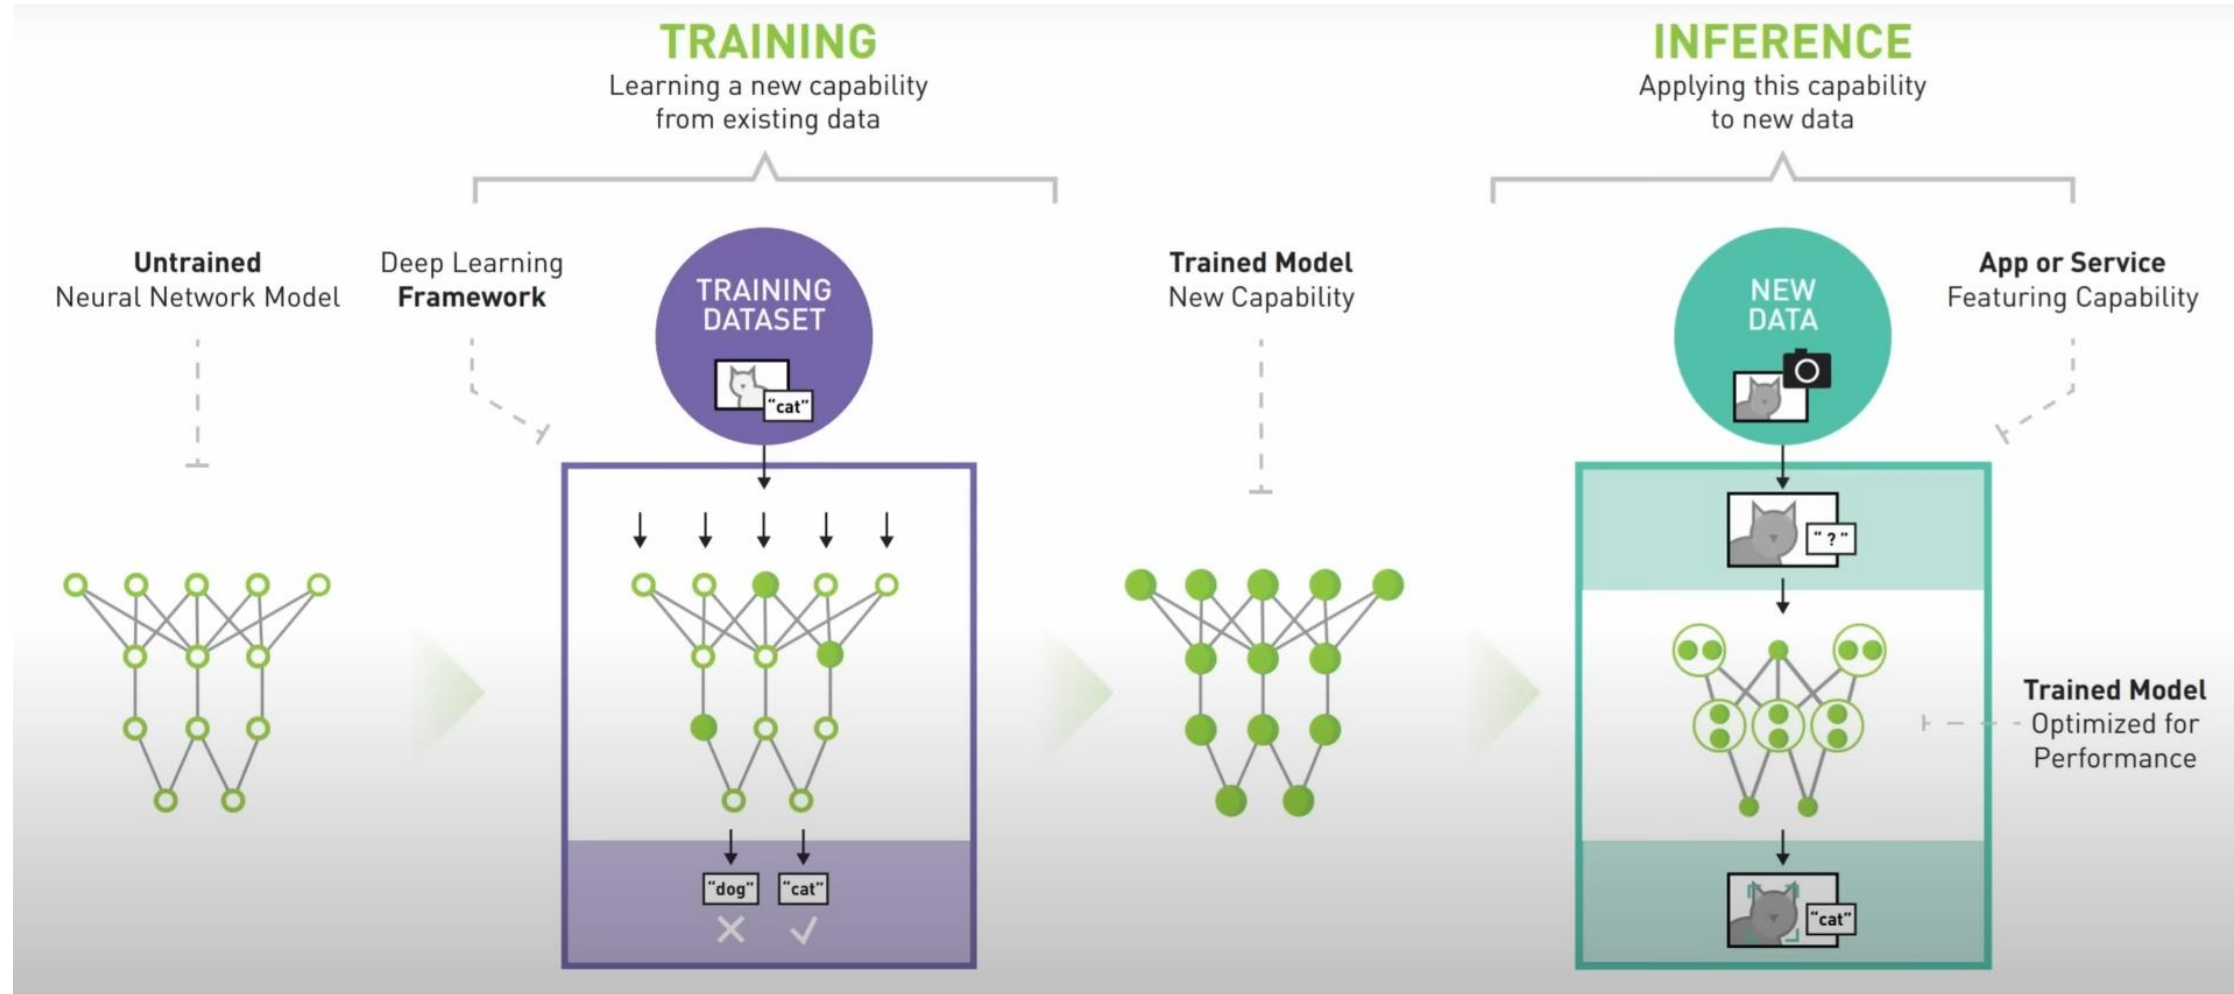 TRAINING
Learning a new capability
from existing data
INFERENCE
Applying this capability
to new data
Untrained
Neural Network Model
Deep Learning
Framework
TRAINING
DATASET
"cat"
"dog"
"cat"
Trained Model
New Capability
NEW
DATA
App or Service
Featuring Capability
"?"
Trained Model
Optimized for
Performance
"cat"